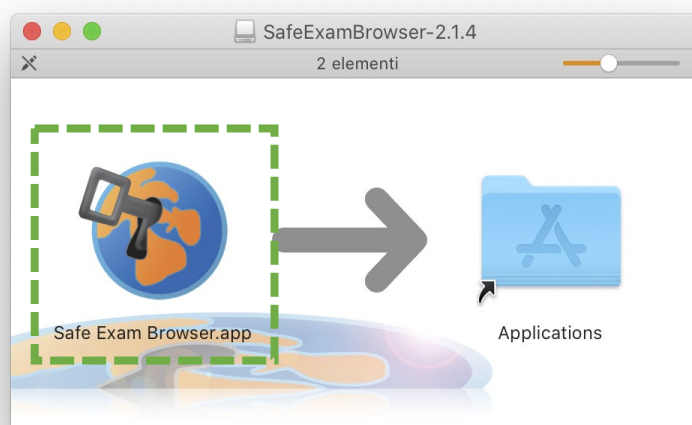 SafeExamBrowser-2.1.4
2 elementi
Safe Exam Browser.app
Applications